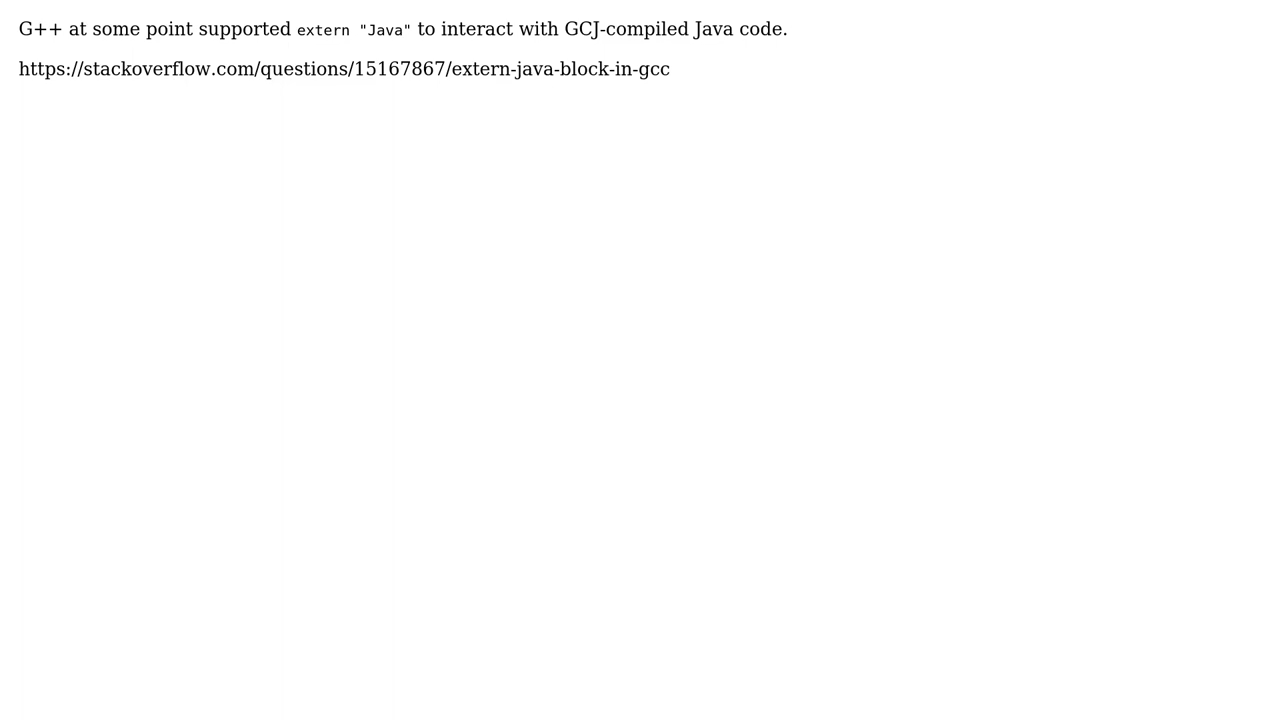 G++ at some point supported extern "Java" to interact with GCJ-compiled Java code.
https://stackoverflow.com/questions/15167867/extern-java-block-in-gcc